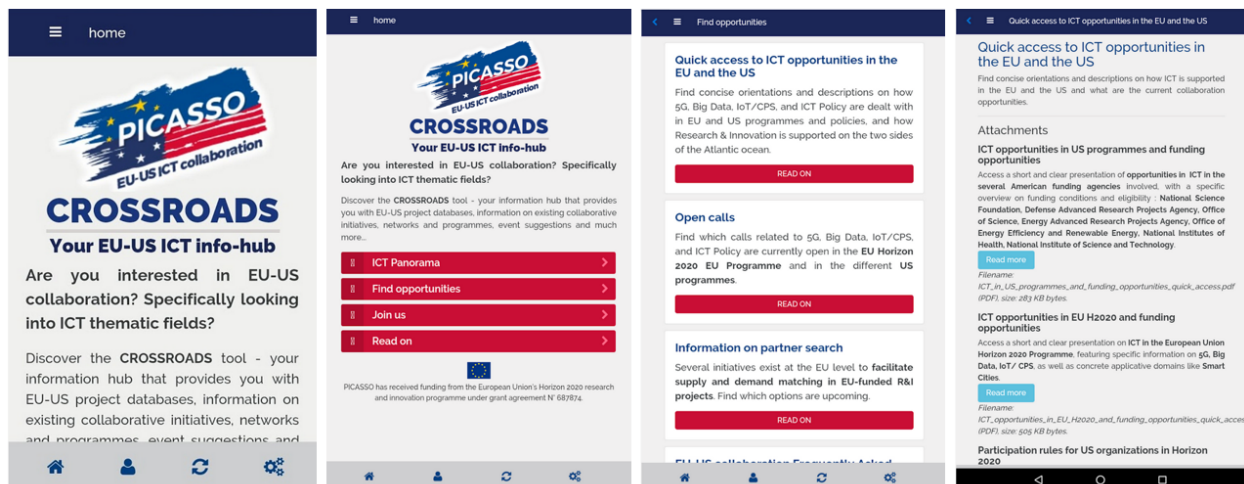 home
PICASSO
EU-US ICT collaboration
CROSSROADS
Your EU-US ICT info-hub
Are you interested in EU-US
collaboration? Specifically looking
into ICT thematic fields?
Discover the CROSSROADS tool - your
information hub that provides you with
EU-US project databases, information on
existing collaborative initiatives, networks
and programmes, event suggestions and
home
PICASSO
EU-US ICT collaboration
CROSSROADS
Your EU-US ICT info-hub
Are you interested in EU-US collaboration? Specifically
looking into ICT thematic fields?
Discover the CROSSROADS tool - your information hub that provides
you with EU-US project databases, information on existing collaborative
initiatives, networks and programmes, event suggestions and much
more...
ICT Panorama
Find opportunities
Join us
Read on
PICASSO has received funding from the European Union's Horizon 2020 research
and innovation programme under grant agreement N° 687874.
Find opportunities
Quick access to ICT opportunities in the
EU and the US
Find concise orientations and descriptions on how
5G, Big Data, IoT/CPS, and ICT Policy are dealt with
in EU and US programmes and policies, and how
Research & Innovation is supported on the two sides
of the Atlantic ocean.
READ ON
Open calls
Find which calls related to 5G, Big Data, IoT/CPS,
and ICT Policy are currently open in the EU Horizon
2020 EU Programme and in the different US
programmes.
READ ON
Information on partner search
Several initiatives exist at the EU level to facilitate
supply and demand matching in EU-funded R&I
projects. Find which options are upcoming.
READ ON
EU-US collaboration Frequently Asked
Quick access to ICT opportunities in the EU and the US
Quick access to ICT opportunities in
the EU and the US
Find concise orientations and descriptions on how ICT is supported
in the EU and the US and what are the current collaboration
opportunities.
Attachments
ICT opportunities in US programmes and funding
opportunities
Access a short and clear presentation of opportunities in ICT in the
several American funding agencies involved, with a specific
overview on funding conditions and eligibility : National Science
Foundation, Defense Advanced Research Projects Agency, Office
of Science, Energy Advanced Research Projects Agency, Office of
Energy Efficiency and Renewable Energy, National Institutes of
Health, National Institute of Science and Technology.
Read more
Filename:
ICT_in_US_programmes_and_funding_opportunities_quick_access.pdf
(PDF), size: 283 KB bytes.
ICT opportunities in EU H2020 and funding
opportunities
Access a short and clear presentation on ICT in the European Union
Horizon 2020 Programme, featuring specific information on 5G, Big
Data, IoT/ CPS, as well as concrete applicative domains like Smart
Cities.
Read more
Filename:
ICT_opportunities_in_EU_H2020_and_funding_opportunities_quick_acces
(PDF), size: 505 KB bytes.
Participation rules for US organizations in Horizon
2020